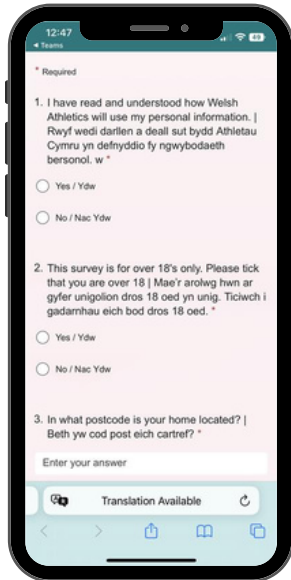 12:47
49
◀ Teams
* Required
1. I have read and understood how Welsh
Athletics will use my personal information. |
Rwyf wedi darllen a deall sut bydd Athletau
Cymru yn defnyddio fy ngwybodaeth
bersonol. w *
Yes / Ydw
No / Nac Ydw
2. This survey is for over 18's only. Please tick
that you are over 18 | Mae'r arolwg hwn ar
gyfer unigolion dros 18 oed yn unig. Ticiwch i
gadarnhau eich bod dros 18 oed. *
Yes / Ydw
No / Nac Ydw
3. In what postcode is your home located? |
Beth yw cod post eich cartref? *
Enter your answer
Translation Available